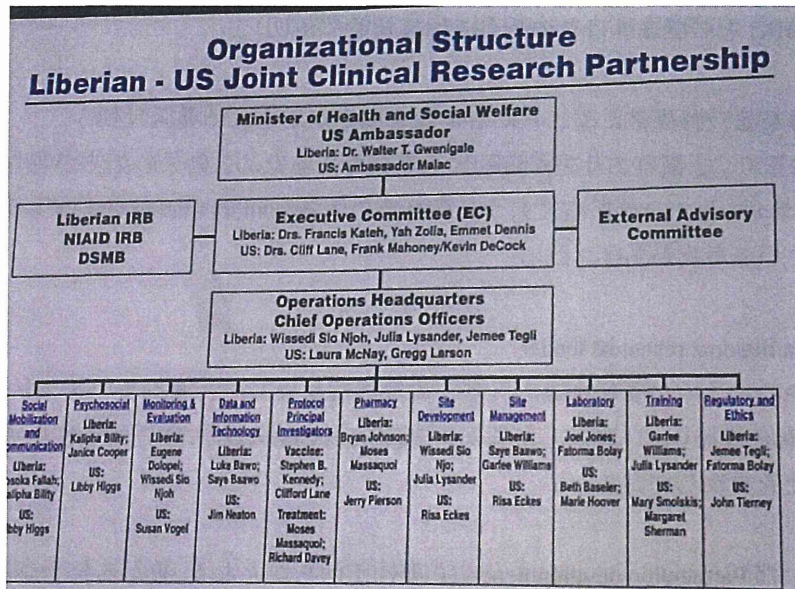 Organizational Structure
Liberian - US Joint Clinical Research Partnership
Minister of Health and Social Welfare
US Ambassador
Liberia: Dr. Walter T. Gwenigale
US: Ambassador Malac
Liberian IRB
NIAID IRB
DSMB
Executive Committee (EC)
Liberia: Drs. Francis Kateh, Yah Zolia, Emmet Dennis
US: Drs. Cliff Lane, Frank Mahoney/Kevin DeCock
External Advisory
Committee
Operations Headquarters
Chief Operations Officers
Liberia: Wissedi Sio Njoh, Julia Lysander, Jemee Tegli
US: Laura McNay, Gregg Larson
Social
Mobilization
and
Liberia:
Fallah;
Bility
US:
Higgs
Psychosocial
Liberia:
Kalipha Bility;
Janice Cooper
US:
Libby Higgs
Monitoring &
Evaluation
Liberia:
Eugene
Dolopei;
Wissedi Sio
Njoh
US:
Susan Vogel
Data and
Information
Technology
Liberia:
Luke Bawo;
Saye Baawo
US:
Jim Neaton
Protocol
Principal
Investigators
Vaccine:
Stephen B.
Kennedy;
Clifford Lane
Treatment:
Moses
Massaquoi;
Richard Davey
Pharmacy
Liberia:
Bryan Johnson;
Moses
Massaquoi
US:
Jerry Pierson
Site
Development
Liberia:
Wissedi Sio
Njo;
Julia Lysander
US:
Risa Eckes
Site
Management
Liberia:
Saye Baawo;
Garfee Williams
US:
Risa Eckes
Laboratory
Liberia:
Joel Jones;
Fatorma Bolay
US:
Beth Baseler;
Marie Hoover
Training
Liberia:
Garfee
Williams;
Julia Lysander
US:
Mary Smolskis;
Margaret
Sherman
Regulatory and
Ethics
Liberia:
Jemee Tegli;
Fatorma Bolay
US:
John Tierney